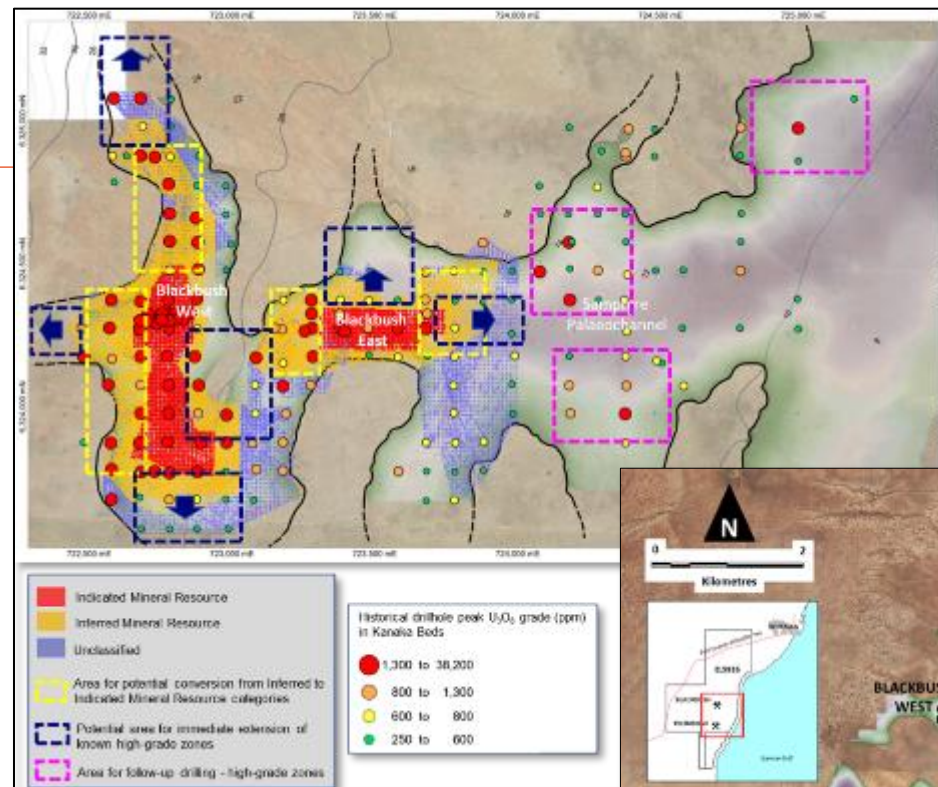 722,500 mE 723,000 mE 723,500 mE 724,000 mE 724,500 mE 725,000 mE
Blackbush
West
Blackbush
East
Samphire
Palaeochannel
722,500 mE 723,000 mE 723,500 mE 724,000 mE
Indicated Mineral Resource
Inferred Mineral Resource
Unclassified
Area for potential conversion from Inferred to
Indicated Mineral Resource categories
Potential area for immediate extension of
known high-grade zones
Area for follow-up drilling - high-grade zones
Historical drillhole peak U₃O₈ grade (ppm)
in Kanaka Beds
1,300 to 38,200
800 to 1,300
600 to 800
250 to 600
N
0 2
Kilometres
BLACKBUS
WEST